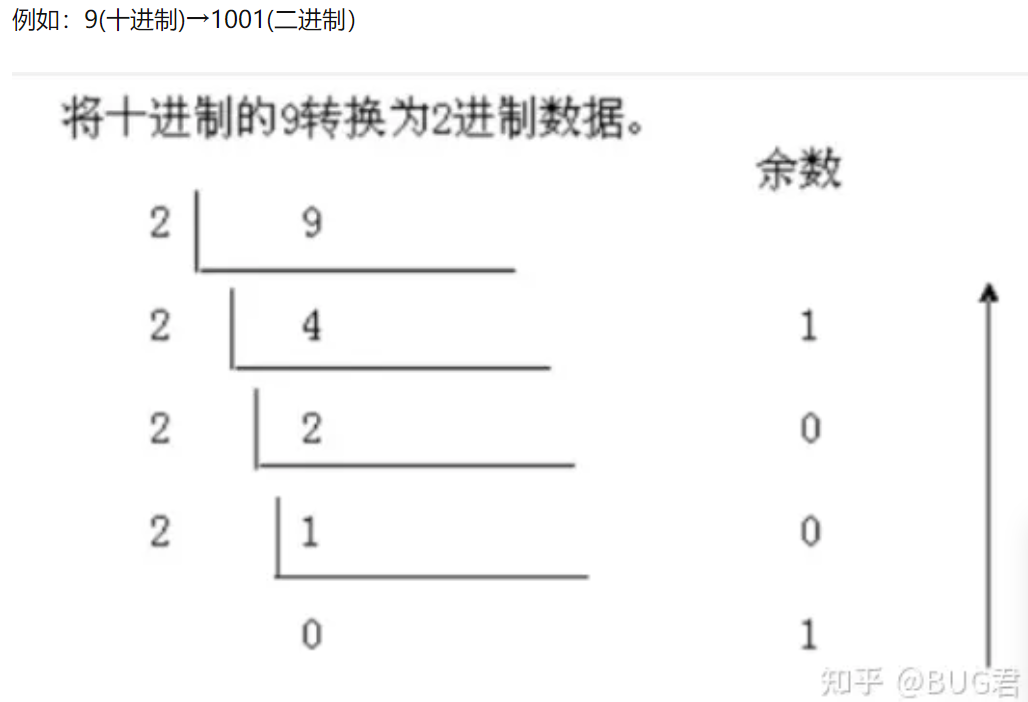 例如：9(十进制)→1001(二进制）
将十进制的9转换为2进制数据。
余数
2 9
2 4 1
2 2 0
2 1 0
0 1
知乎 @BUG君